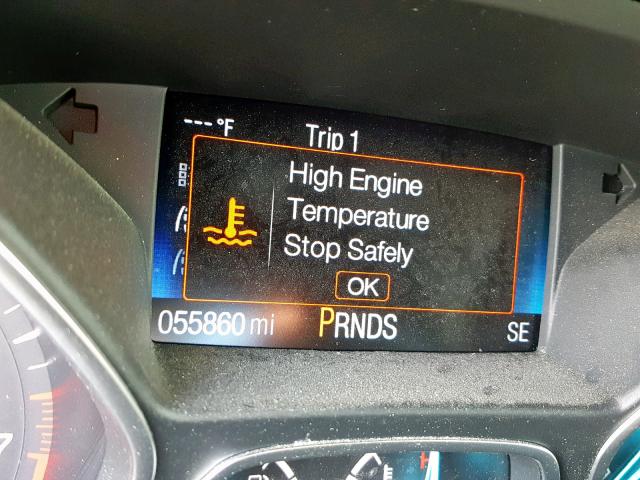 ---°F Trip 1
High Engine
Temperature
Stop Safely
OK
055860 mi PRNDS SE
H